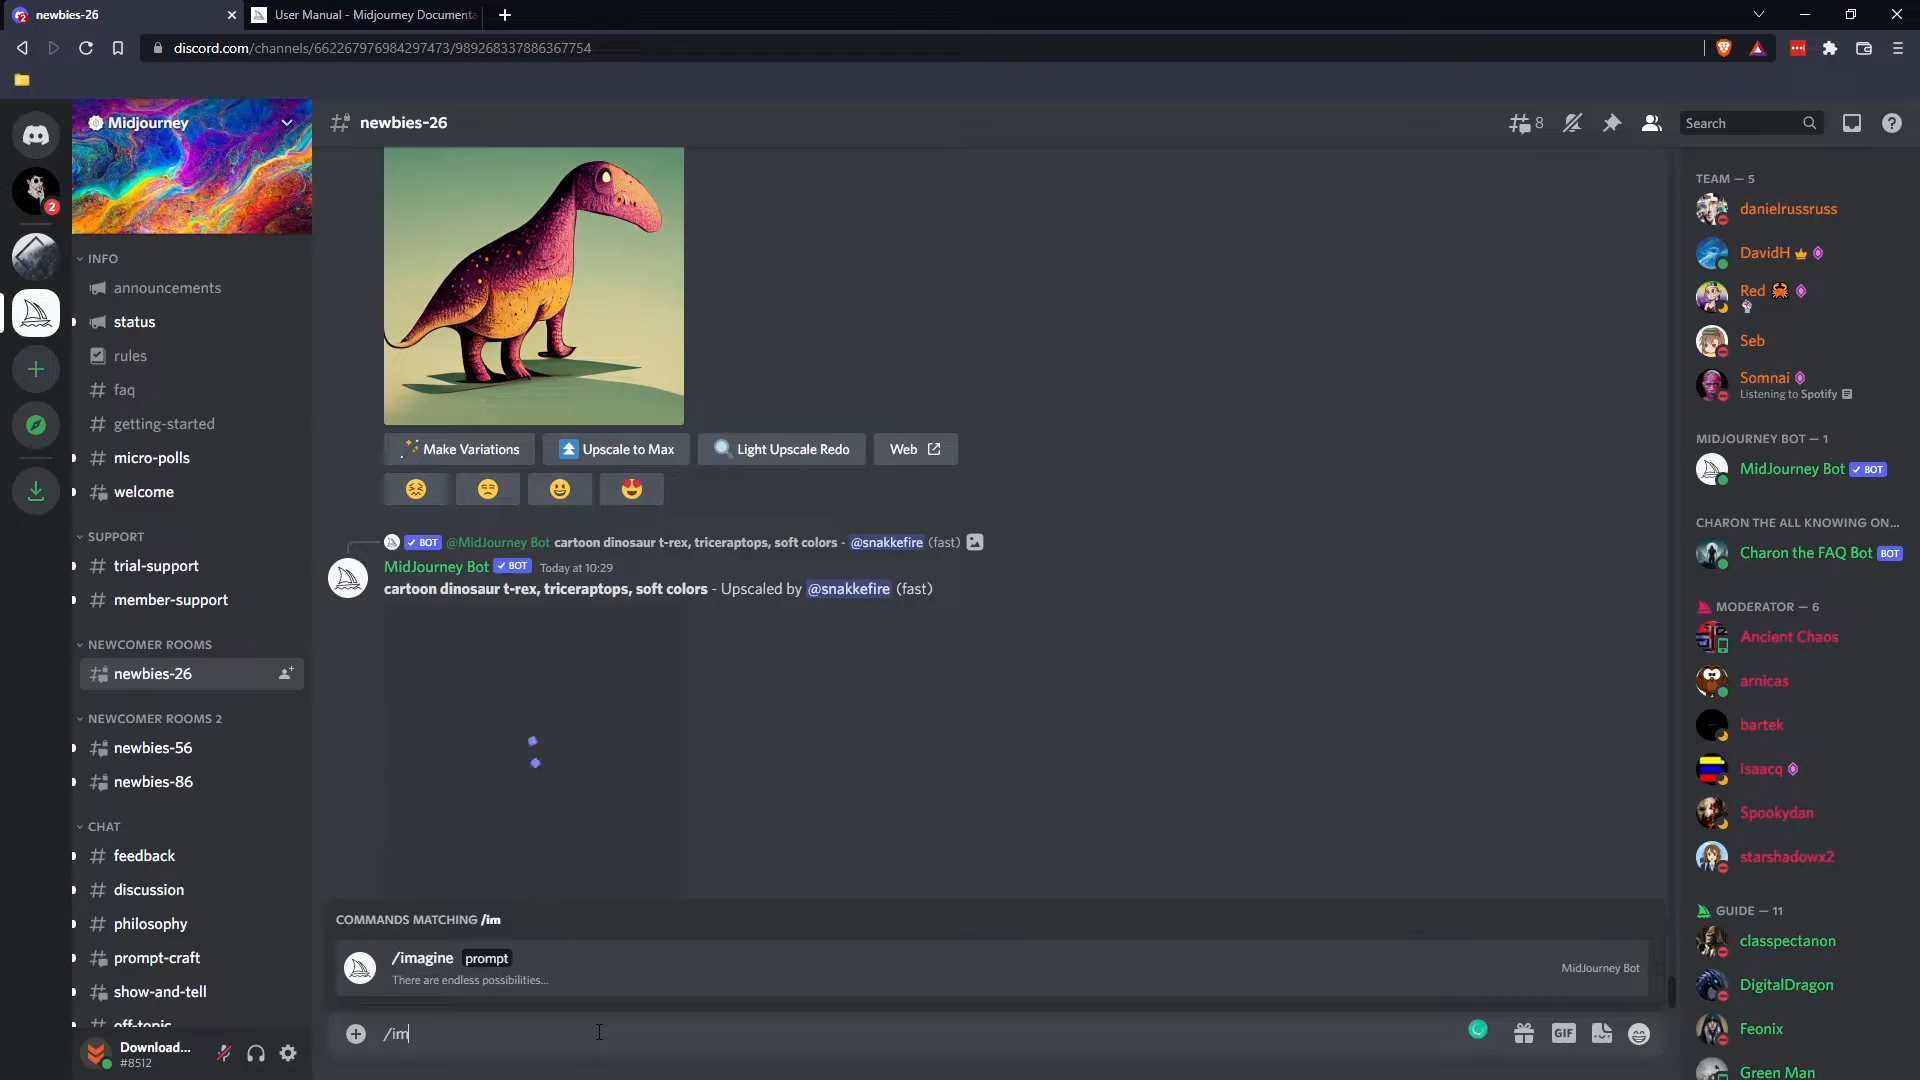 newbies-26
User Manual - Midjourney Documenta
discord.com/channels/662267976984297473/989268337886367754
Midjourney
newbies-26
8
Search
2
INFO
announcements
status
rules
faq
getting-started
micro-polls
welcome
SUPPORT
trial-support
member-support
NEWCOMER ROOMS
newbies-26
NEWCOMER ROOMS 2
newbies-56
newbies-86
CHAT
feedback
discussion
philosophy
prompt-craft
show-and-tell
off-topic
Download...
#8512
Make Variations
Upscale to Max
Light Upscale Redo
Web
BOT @MidJourney Bot cartoon dinosaur t-rex, triceraptops, soft colors - @snakkefire (fast)
MidJourney Bot BOT Today at 10:29
cartoon dinosaur t-rex, triceraptops, soft colors - Upscaled by @snakkefire (fast)
COMMANDS MATCHING /im
/imagine prompt
There are endless possibilities...
MidJourney Bot
/im
GIF
TEAM — 5
danielrussruss
DavidH
Red
Seb
Somnai
Listening to Spotify
MIDJOURNEY BOT — 1
MidJourney Bot BOT
CHARON THE ALL KNOWING ON...
Charon the FAQ Bot BOT
MODERATOR — 6
Ancient Chaos
arnicas
bartek
isaacq
Spookydan
starshadowx2
GUIDE — 11
classpectanon
DigitalDragon
Feonix
Green Man